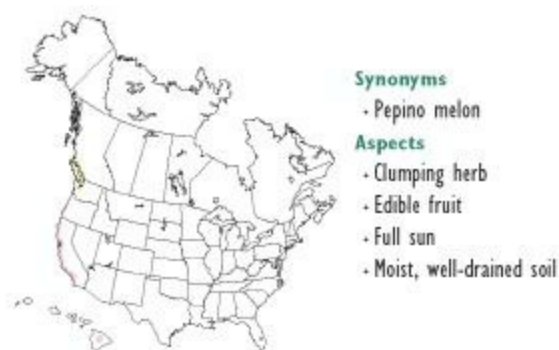 Synonyms
• Pepino melon
Aspects
• Clumping herb
• Edible fruit
• Full sun
• Moist, well-drained soil